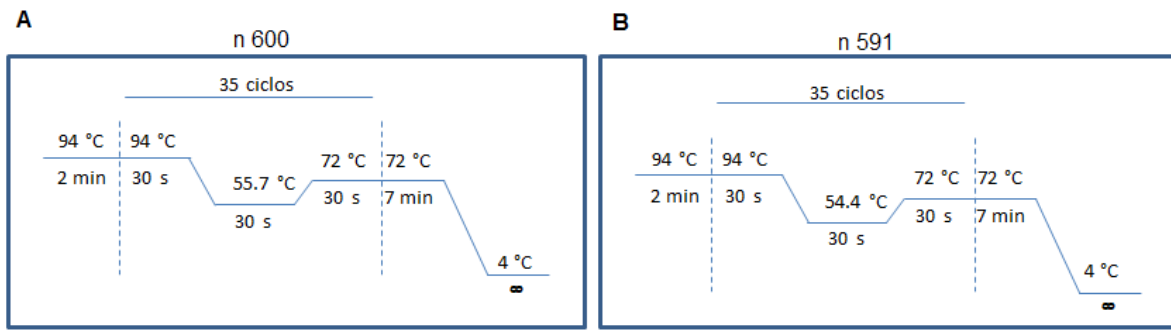 A
n 600
35 ciclos
94 °C 94 °C 72 °C 72 °C
2 min 30 s 55.7 °C 30 s 7 min
30 s
4 °C
∞
B
n 591
35 ciclos
94 °C 94 °C 72 °C 72 °C
2 min 30 s 54.4 °C 30 s 7 min
30 s
4 °C
∞